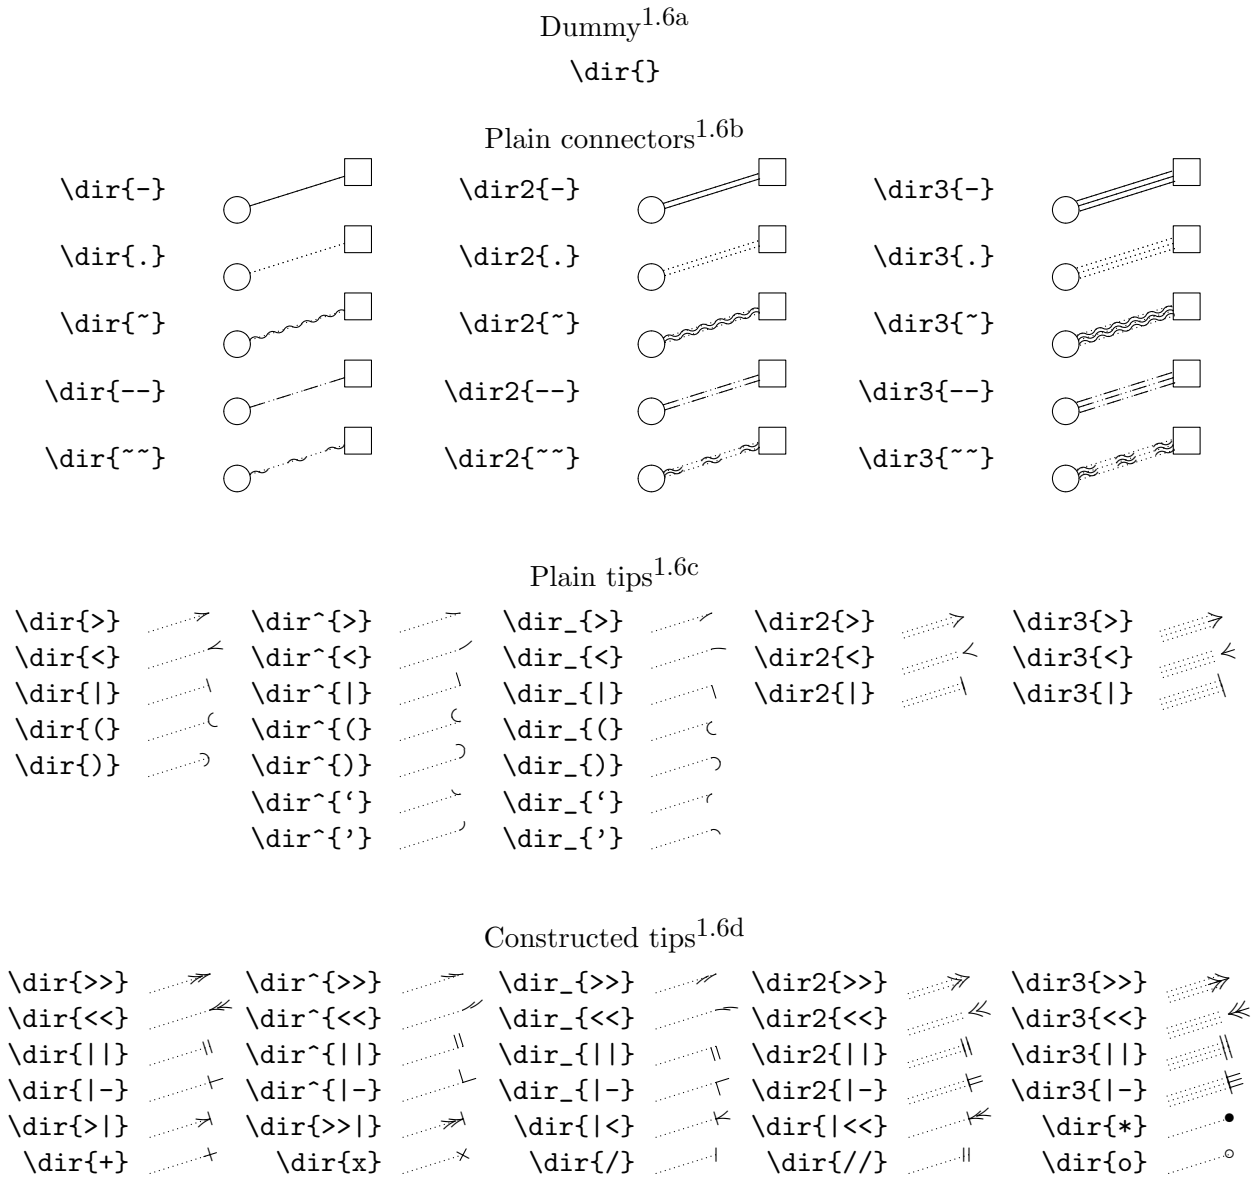 Dummy1.6a
\dir{}
Plain connectors1.6b
\dir{-} \dir2{-} \dir3{-}
\dir{.} \dir2{.} \dir3{.}
\dir{~} \dir2{~} \dir3{~}
\dir{--} \dir2{--} \dir3{--}
\dir{~~} \dir2{~~} \dir3{~~}
Plain tips1.6c
\dir{>} \dir^{>} \dir_{>} \dir2{>} \dir3{>}
\dir{<} \dir^{<} \dir_{<} \dir2{<} \dir3{<}
\dir{|} \dir^{|} \dir_{|} \dir2{|} \dir3{|}
\dir{(} \dir^{(} \dir_{(}
\dir{)} \dir^{)} \dir_{)}
\dir^{‘} \dir_{‘}
\dir^{’} \dir_{’}
Constructed tips1.6d
\dir{>>} \dir^{>>} \dir_{>>} \dir2{>>} \dir3{>>}
\dir{<<} \dir^{<<} \dir_{<<} \dir2{<<} \dir3{<<}
\dir{||} \dir^{||} \dir_{||} \dir2{||} \dir3{||}
\dir{|-} \dir^{|-} \dir_{|-} \dir2{|-} \dir3{|-}
\dir{>|} \dir{>>|} \dir{|<} \dir{|<<} \dir{*}
\dir{+} \dir{x} \dir{/} \dir{//} \dir{o}